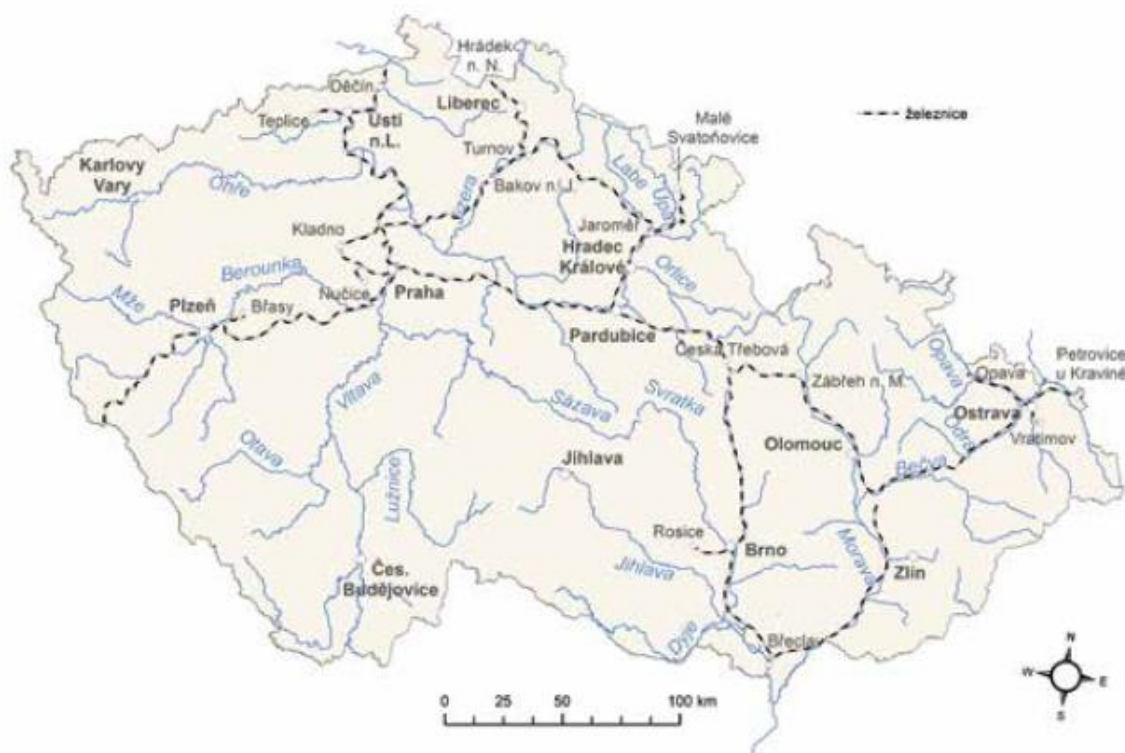 Hrádek
n. N.
Děčín
Liberec
Teplice
Ústí
n.L.
železnice
Malé
Svatoňovice
Turnov
Karlovy
Vary
Ohře
Jizera
Bakov n. J.
Labe
Úpa
Kladno
Jaroměř
Hradec
Králové
Berounka
Orlice
Mže
Plzeň
Břasy
Nučice
Praha
Pardubice
Česká Třebová
Opava
Opava
Petrovice
u Kraviné
Zábřeh n. M.
Vltava
Sázava
Svratka
Ostrava
Odra
Vratimov
Olomouc
Bečva
Otava
Lužnice
Jihlava
Rosice
Brno
Morava
Zlín
Jihlava
Čes.
Budějovice
Dyje
Břeclav
N
W
E
S
0 25 50 100 km